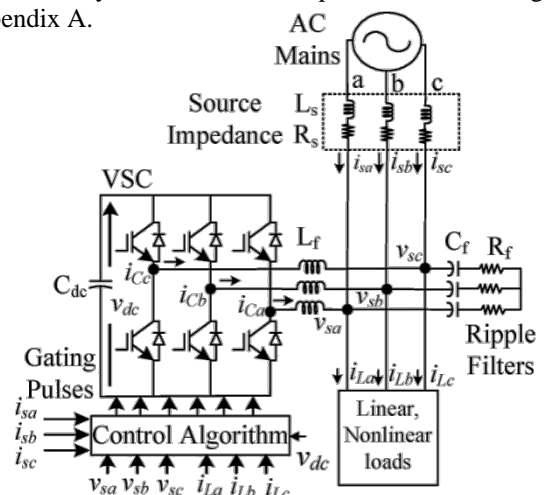 pendix A.
AC
Mains
a b c
Source
Impedance
Ls
Rs
isa isb isc
VSC
Lf
vsc
Cf
Rf
iCc
iCb
iCa
Cdc
vdc
vsb
vsa
Ripple
Filters
Gating
Pulses
iLa iLb iLc
isa
isb
isc
Control Algorithm
vdc
Linear,
Nonlinear
loads
vsa vsb vsc iLa iLb iLc